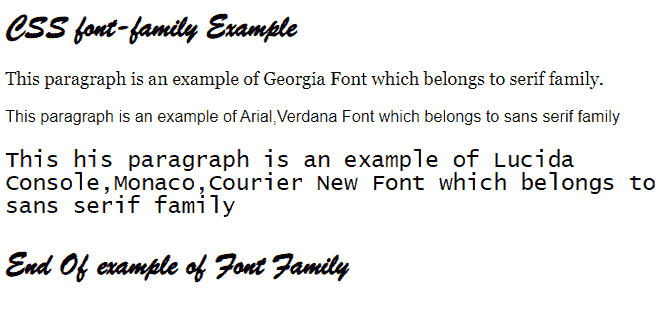 CSS font-family Example
This paragraph is an example of Georgia Font which belongs to serif family.
This paragraph is an example of Arial,Verdana Font which belongs to sans serif family
This his paragraph is an example of Lucida
Console,Monaco,Courier New Font which belongs to
sans serif family
End Of example of Font Family